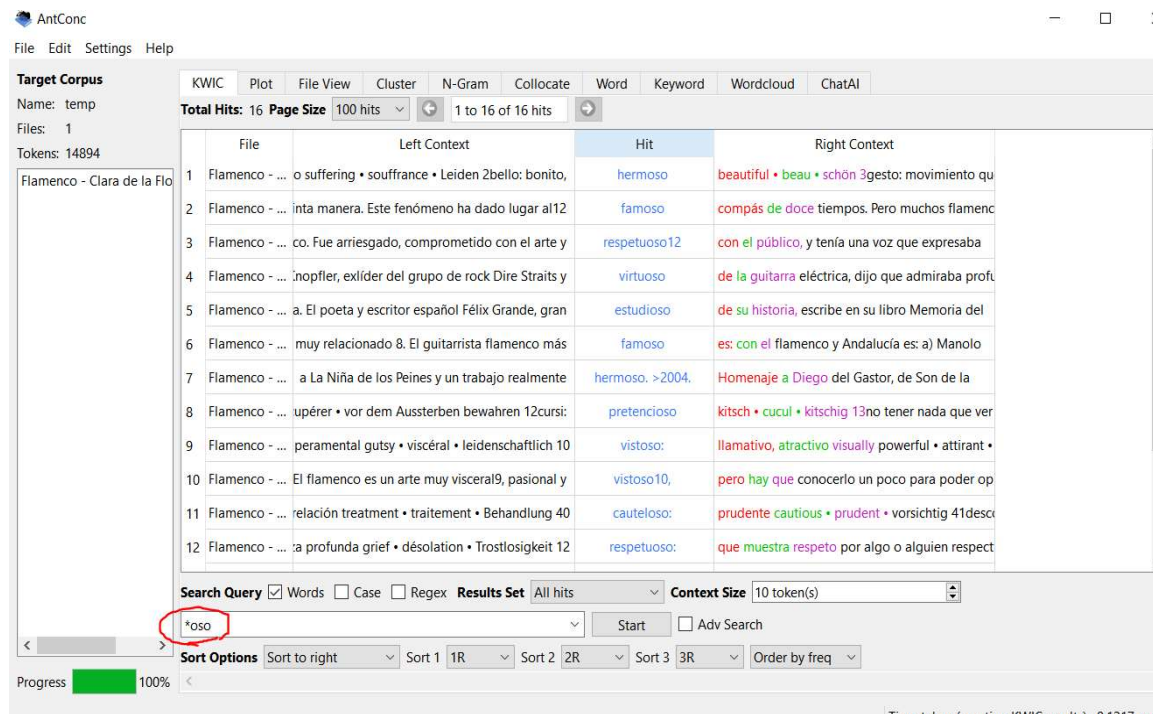 AntConc
File Edit Settings Help
Target Corpus
Name: temp
Files: 1
Tokens: 14894
Flamenco - Clara de la Flo
Progress 100%
KWIC Plot File View Cluster N-Gram Collocate Word Keyword Wordcloud ChatAI
Total Hits: 16 Page Size 100 hits 1 to 16 of 16 hits
File Left Context Hit Right Context
1 Flamenco - ... o suffering • souffrance • Leiden 2bello: bonito, hermoso beautiful • beau • schön 3gesto: movimiento qu
2 Flamenco - ... inta manera. Este fenómeno ha dado lugar al12 famoso compás de doce tiempos. Pero muchos flamenc
3 Flamenco - ... co. Fue arriesgado, comprometido con el arte y respetuoso12 con el público, y tenía una voz que expresaba
4 Flamenco - ... nopfler, exlíder del grupo de rock Dire Straits y virtuoso de la guitarra eléctrica, dijo que admiraba profu
5 Flamenco - ... a. El poeta y escritor español Félix Grande, gran estudioso de su historia, escribe en su libro Memoria del
6 Flamenco - ... muy relacionado 8. El guitarrista flamenco más famoso es: con el flamenco y Andalucía es: a) Manolo
7 Flamenco - ... a La Niña de los Peines y un trabajo realmente hermoso. >2004. Homenaje a Diego del Gastor, de Son de la
8 Flamenco - ... upérer • vor dem Aussterben bewahren 12cursi: pretencioso kitsch • cucul • kitschig 13no tener nada que ver
9 Flamenco - ... peramental gutsy • viscéral • leidenschaftlich 10 vistoso: llamativo, atractivo visually powerful • attirant •
10 Flamenco - ... El flamenco es un arte muy visceral9, pasional y vistoso10, pero hay que conocerlo un poco para poder op
11 Flamenco - ... relación treatment • traitement • Behandlung 40 cauteloso: prudente cautious • prudent • vorsichtig 41desc
12 Flamenco - ... a profunda grief • désolation • Trostlosigkeit 12 respetuoso: que muestra respeto por algo o alguien respect
Search Query Words Case Regex Results Set All hits Context Size 10 token(s)
*oso Start Adv Search
Sort Options Sort to right Sort 1 1R Sort 2 2R Sort 3 3R Order by freq